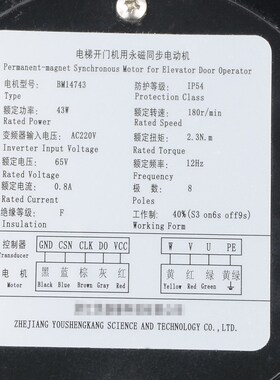 电梯开门机用永磁同步电动机
Permanent-magnet Synchronous Motor for Elevator Door Operator
电机型号: BM14743 防护等级: IP54
Type Protection Class
额定功率: 43W 额定转速: 180r/min
Rated Power Rated Speed
变频器输入电压: AC220V 额定扭矩: 2.3N.m
Inverter Input Voltage Rated Torque
额定电压: 65V 额定频率: 12Hz
Rated Voltage Frequency
额定电流: 0.8A 极 数: 8
Rated Current Poles
绝缘等级: F 工作制: 40%(S3 on6s off9s)
Insulation Working Form
控制器 GND CSN CLK DO VCC W V U PE
Transducer
电 机 黑 蓝 棕 灰 红 黄 红 绿 黄绿
Motor Black Blue Brown Gray Red Yellow Red Green Yellow Green
ZHEJIANG YOUSHENGKANG SCIENCE AND TECHNOLOGY CO.,LTD.